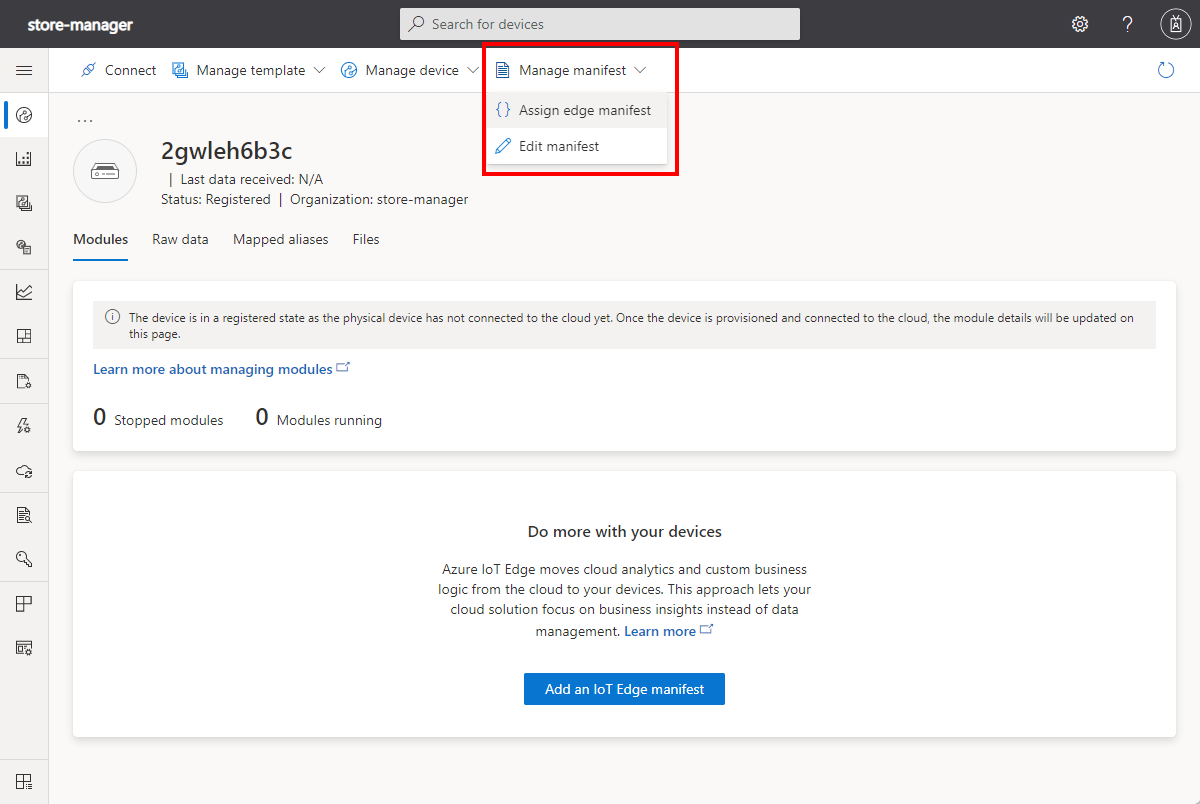 store-manager
Search for devices
?
Connect
Manage template
Manage device
Manage manifest
{ } Assign edge manifest
Edit manifest
...
2gwleh6b3c
| Last data received: N/A
Status: Registered | Organization: store-manager
Modules
Raw data
Mapped aliases
Files
The device is in a registered state as the physical device has not connected to the cloud yet. Once the device is provisioned and connected to the cloud, the module details will be updated on
this page.
Learn more about managing modules
0 Stopped modules
0 Modules running
Do more with your devices
Azure IoT Edge moves cloud analytics and custom business
logic from the cloud to your devices. This approach lets your
cloud solution focus on business insights instead of data
management. Learn more
Add an IoT Edge manifest